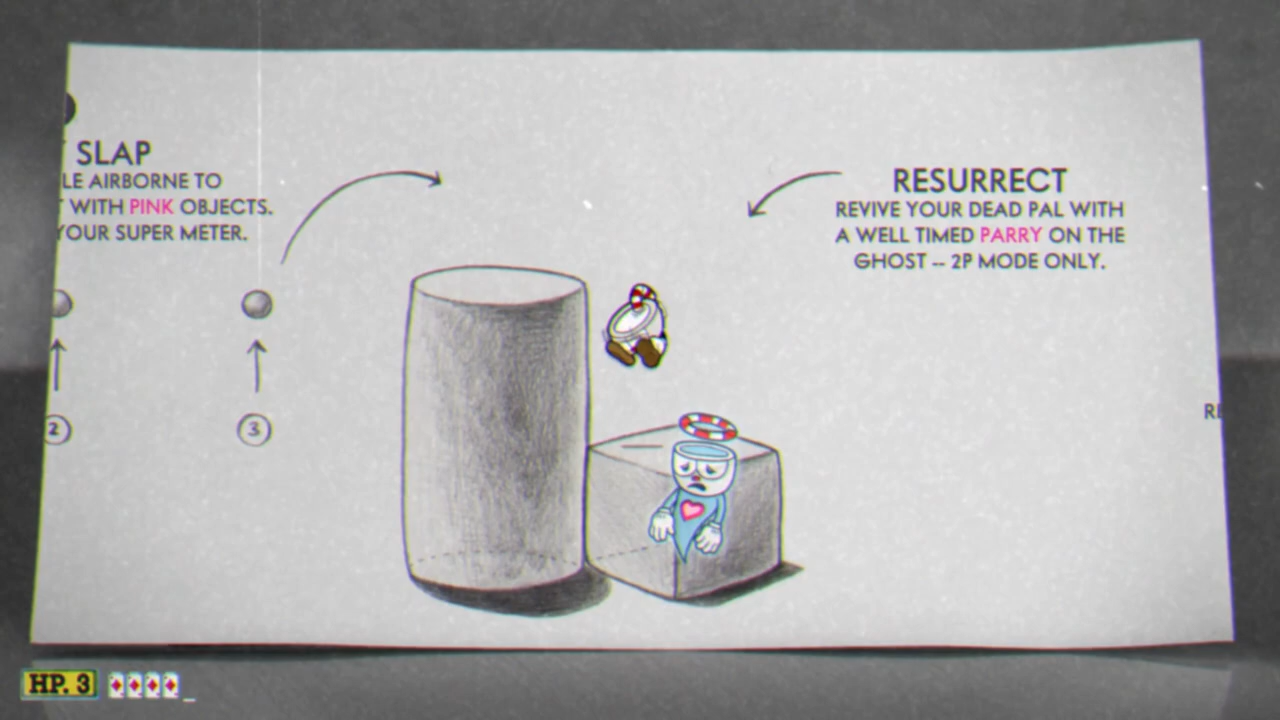 SLAP
LE AIRBORNE TO
WITH PINK OBJECTS.
YOUR SUPER METER.
2
3
RESURRECT
REVIVE YOUR DEAD PAL WITH
A WELL TIMED PARRY ON THE
GHOST -- 2P MODE ONLY.
HP. 3